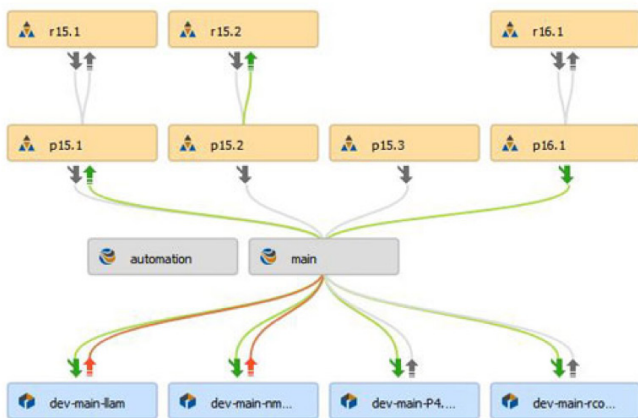 r15.1
r15.2
r16.1
p15.1
p15.2
p15.3
p16.1
automation
main
dev-main-llam
dev-main-nm...
dev-main-P4....
dev-main-rco...